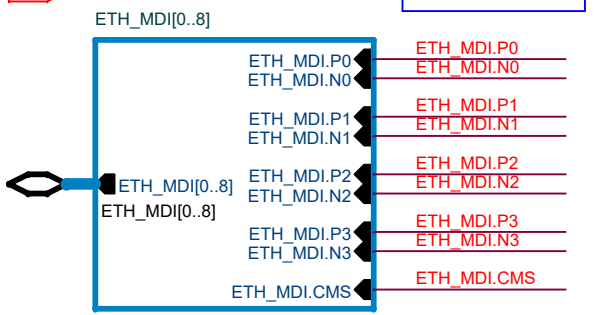 ETH_MDI[0..8]
ETH_MDI.P0 ETH_MDI.P0
ETH_MDI.N0 ETH_MDI.N0
ETH_MDI.P1 ETH_MDI.P1
ETH_MDI.N1 ETH_MDI.N1
ETH_MDI.P2 ETH_MDI.P2
ETH_MDI[0..8] ETH_MDI.N2 ETH_MDI.N2
ETH_MDI[0..8]
ETH_MDI.P3 ETH_MDI.P3
ETH_MDI.N3 ETH_MDI.N3
ETH_MDI.CMS ETH_MDI.CMS